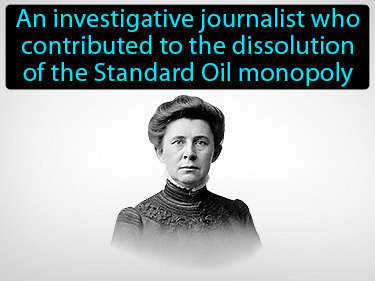 An investigative journalist who
contributed to the dissolution
of the Standard Oil monopoly